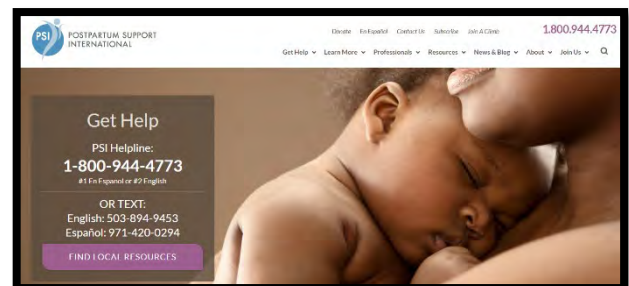 PSI
POSTPARTUM SUPPORT
INTERNATIONAL
Donate En Español Contact Us Subscribe Join A Clinic
1.800.944.4773
Get Help Learn More Professionals Resources News & Blog About Join Us
Get Help
PSI Helpline:
1-800-944-4773
#1 En Espanol or #2 English
OR TEXT:
English: 503-894-9453
Español: 971-420-0294
FIND LOCAL RESOURCES